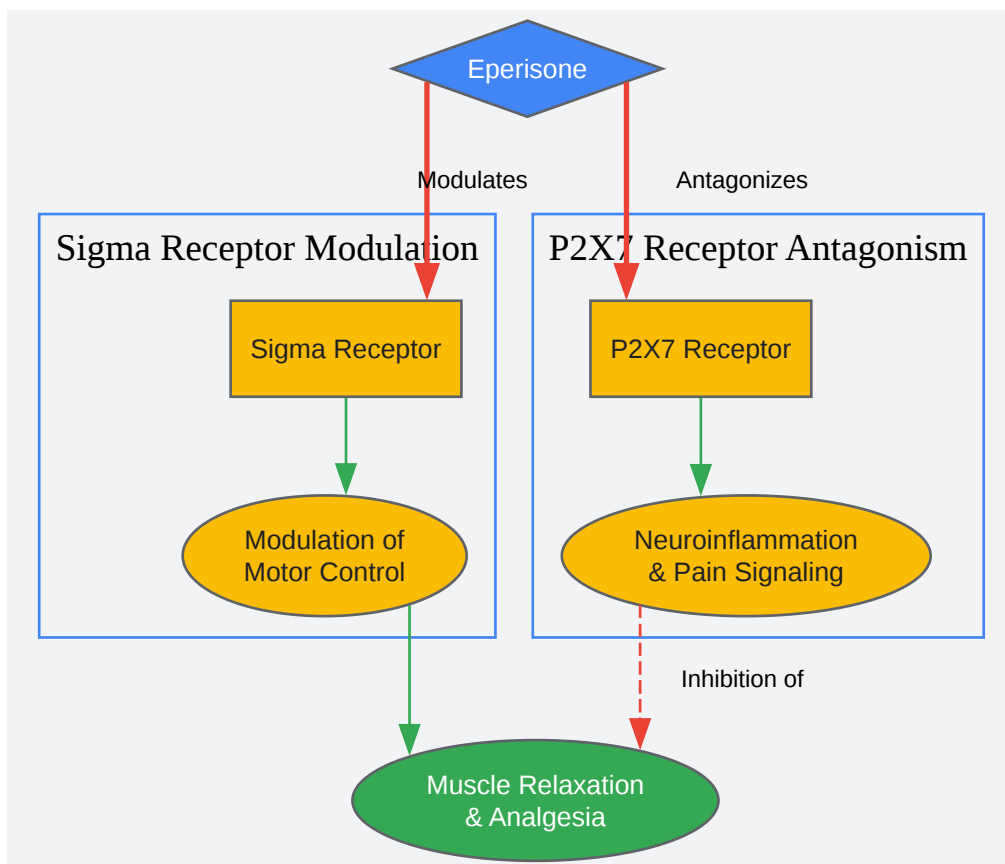 Eperisone
Modulates
Antagonizes
Sigma Receptor Modulation
P2X7 Receptor Antagonism
Sigma Receptor
P2X7 Receptor
Modulation of
Motor Control
Neuroinflammation
& Pain Signaling
Inhibition of
Muscle Relaxation
& Analgesia